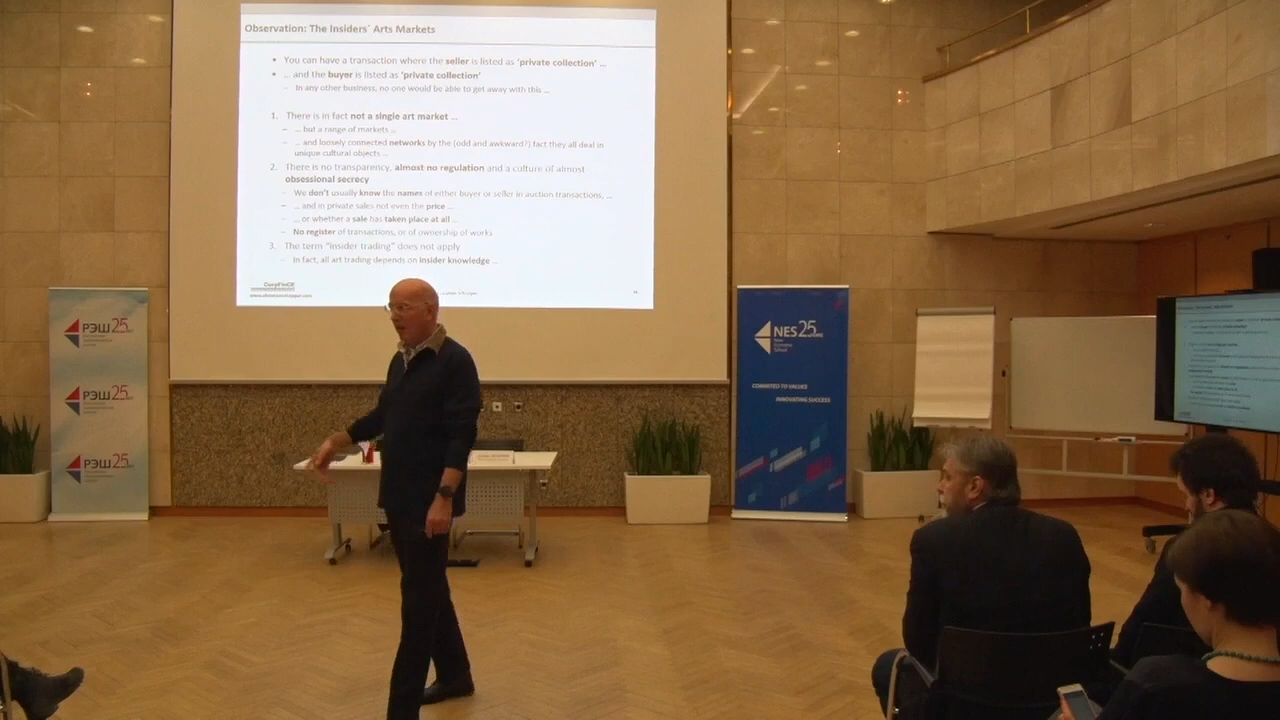 Observation: The Insiders´ Arts Markets
• You can have a transaction where the seller is listed as ‘private collection’ ...
• ... and the buyer is listed as ‘private collection’
– In any other business, no one would be able to get away with this ...
1. There is in fact not a single art market ...
– ... but a range of markets ...
– ... and loosely connected networks by the (odd and awkward?) fact they all deal in
unique cultural objects ...
2. There is no transparency, almost no regulation and a culture of almost
obsessional secrecy
– We don’t usually know the names of either buyer or seller in auction transactions, ...
– ... and in private sales not even the price ...
– ... or whether a sale has taken place at all ...
– No register of transactions, or of ownership of works
3. The term “insider trading” does not apply
– In fact, all art trading depends on insider knowledge ...
CorpFinCE
РЭШ 25
РЭШ 25
РЭШ 25
NES 25
New
Economic
School
COMMITTED TO VALUES
INNOVATING SUCCESS